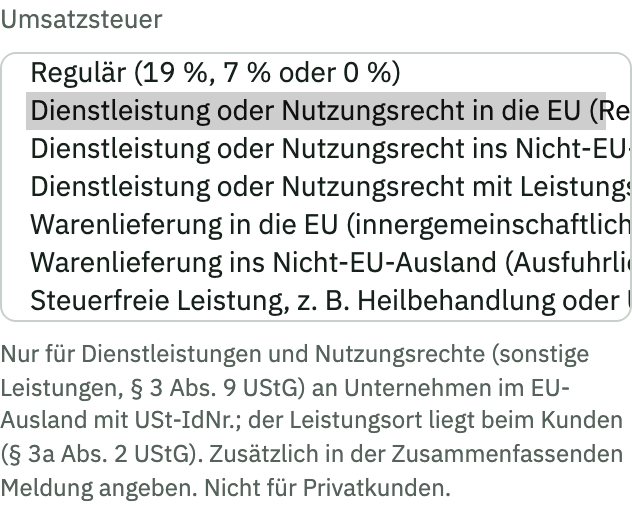 Umsatzsteuer
Regulär (19 %, 7 % oder 0 %)
Dienstleistung oder Nutzungsrecht in die EU (Re
Dienstleistung oder Nutzungsrecht ins Nicht-EU-
Dienstleistung oder Nutzungsrecht mit Leistungs
Warenlieferung in die EU (innergemeinschaftlich
Warenlieferung ins Nicht-EU-Ausland (Ausfuhrlie
Steuerfreie Leistung, z. B. Heilbehandlung oder
Nur für Dienstleistungen und Nutzungsrechte (sonstige
Leistungen, § 3 Abs. 9 UStG) an Unternehmen im EU-
Ausland mit USt-IdNr.; der Leistungsort liegt beim Kunden
(§ 3a Abs. 2 UStG). Zusätzlich in der Zusammenfassenden
Meldung angeben. Nicht für Privatkunden.